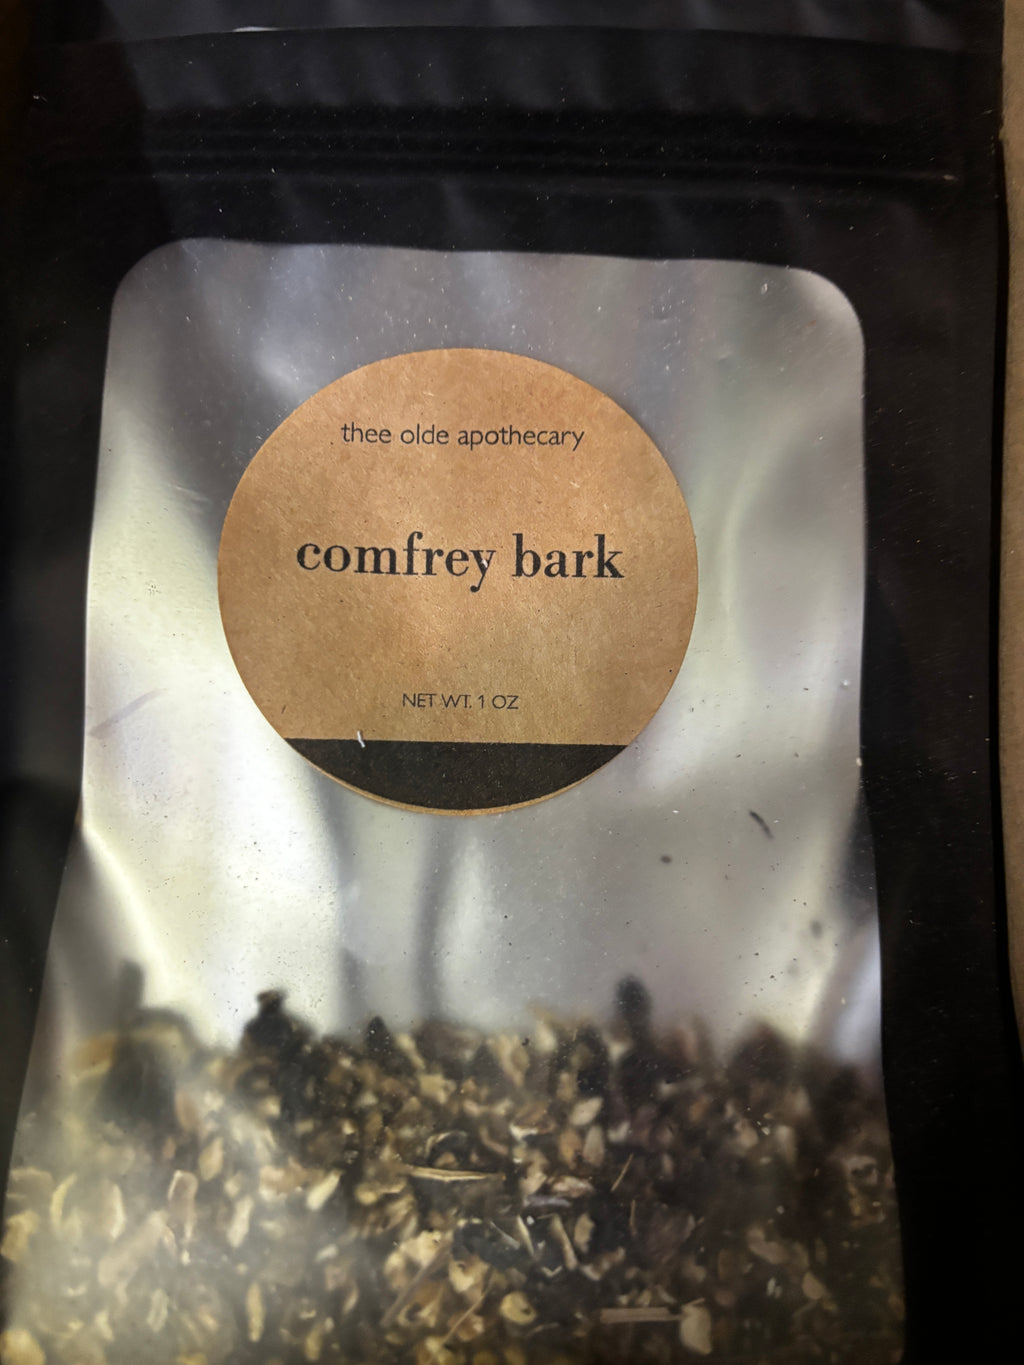 thee olde apothecary
comfrey bark
NET WT. 1 OZ